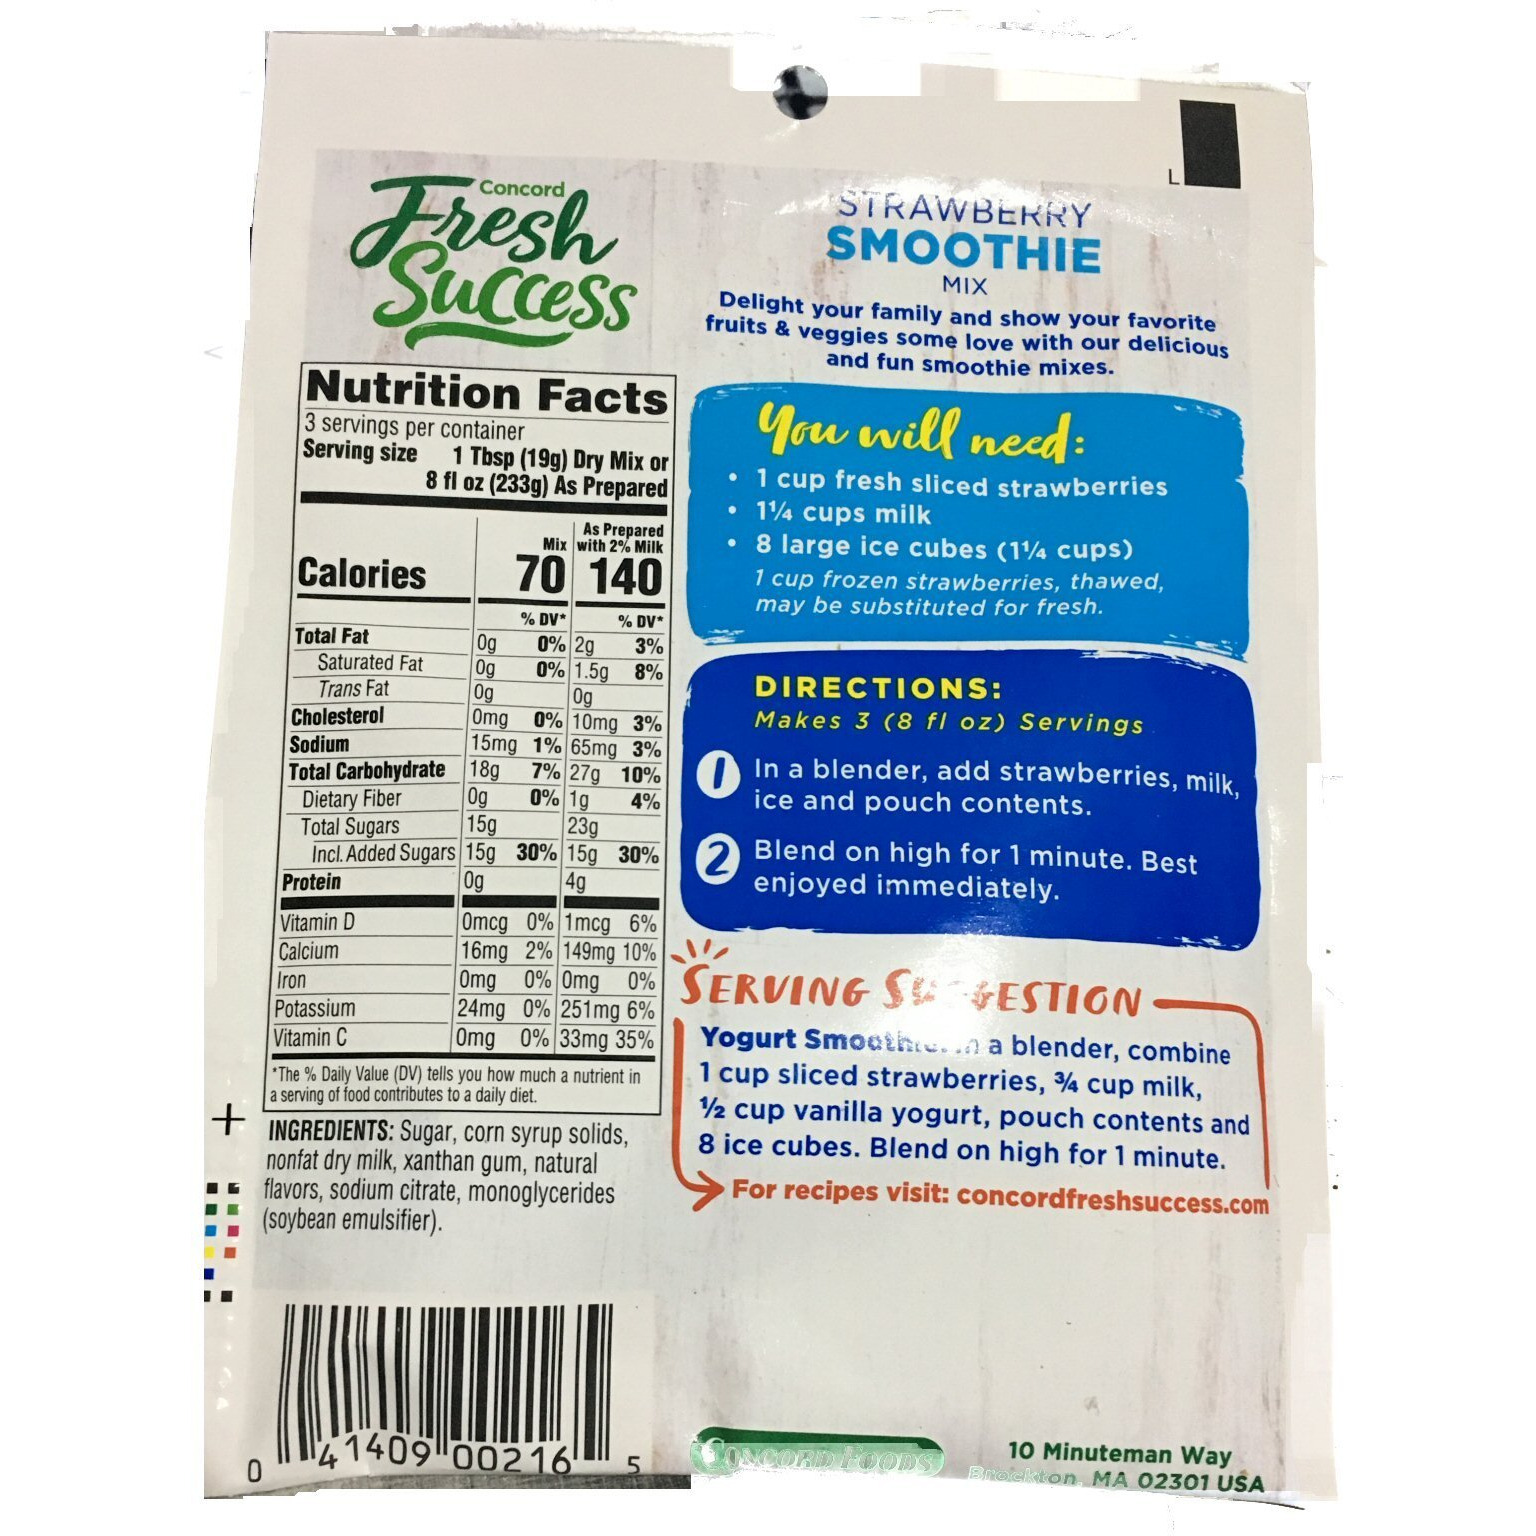 L
Concord
Fresh
Success
STRAWBERRY
SMOOTHIE
MIX
Delight your family and show your favorite
fruits & veggies some love with our delicious
and fun smoothie mixes.
Nutrition Facts
3 servings per container
Serving size 1 Tbsp (19g) Dry Mix or
8 fl oz (233g) As Prepared
As Prepared
Mix with 2% Milk
Calories 70 140
% DV* % DV*
Total Fat 0g 0% 2g 3%
Saturated Fat 0g 0% 1.5g 8%
Trans Fat 0g 0g
Cholesterol 0mg 0% 10mg 3%
Sodium 15mg 1% 65mg 3%
Total Carbohydrate 18g 7% 27g 10%
Dietary Fiber 0g 0% 1g 4%
Total Sugars 15g 23g
Incl. Added Sugars 15g 30% 15g 30%
Protein 0g 4g
Vitamin D 0mcg 0% 1mcg 6%
Calcium 16mg 2% 149mg 10%
Iron 0mg 0% 0mg 0%
Potassium 24mg 0% 251mg 6%
Vitamin C 0mg 0% 33mg 35%
*The % Daily Value (DV) tells you how much a nutrient in
a serving of food contributes to a daily diet.
INGREDIENTS: Sugar, corn syrup solids,
nonfat dry milk, xanthan gum, natural
flavors, sodium citrate, monoglycerides
(soybean emulsifier).
0 41409 00216 5
You will need:
• 1 cup fresh sliced strawberries
• 1¼ cups milk
• 8 large ice cubes (1¼ cups)
1 cup frozen strawberries, thawed,
may be substituted for fresh.
DIRECTIONS:
Makes 3 (8 fl oz) Servings
1 In a blender, add strawberries, milk,
ice and pouch contents.
2 Blend on high for 1 minute. Best
enjoyed immediately.
SERVING SUGGESTION
Yogurt Smoothie: In a blender, combine
1 cup sliced strawberries, ¾ cup milk,
½ cup vanilla yogurt, pouch contents and
8 ice cubes. Blend on high for 1 minute.
For recipes visit: concordfreshsuccess.com
CONCORD FOODS
10 Minuteman Way
Brockton, MA 02301 USA